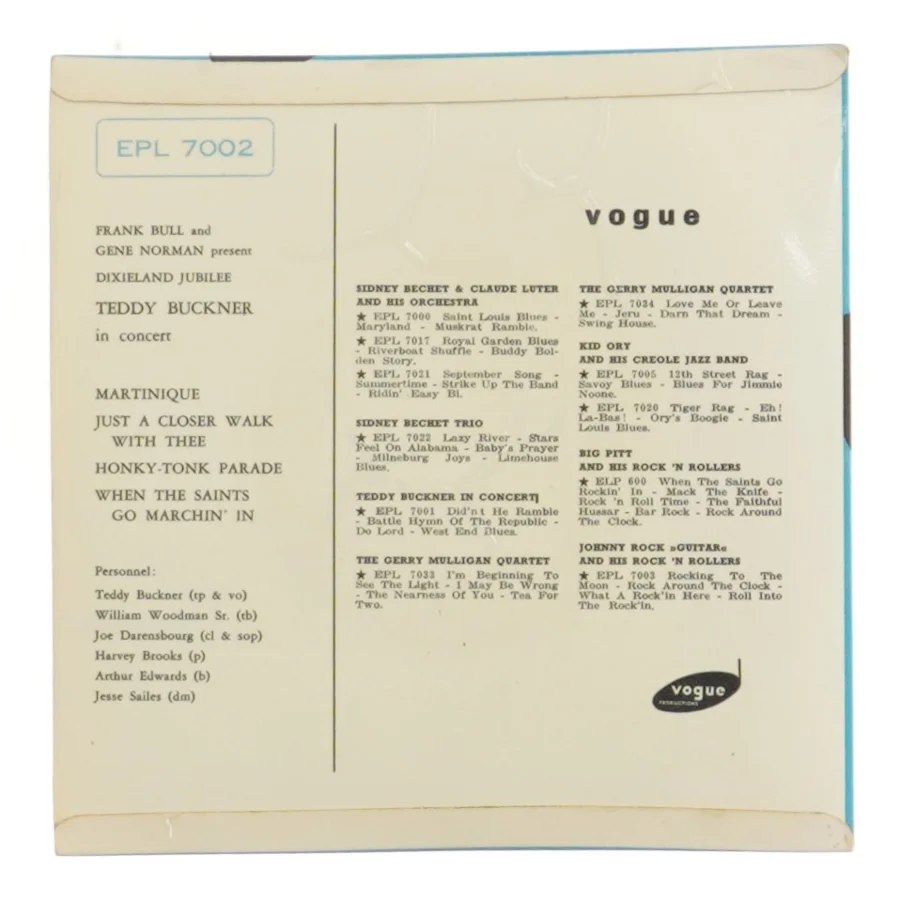 EPL 7002
FRANK BULL and
GENE NORMAN present
DIXIELAND JUBILEE
TEDDY BUCKNER
in concert
MARTINIQUE
JUST A CLOSER WALK
WITH THEE
HONKY-TONK PARADE
WHEN THE SAINTS
GO MARCHIN' IN
Personnel:
Teddy Buckner (tp & vo)
William Woodman Sr. (tb)
Joe Darensbourg (cl & sop)
Harvey Brooks (p)
Arthur Edwards (b)
Jesse Sailes (dm)
vogue
SIDNEY BECHET & CLAUDE LUTER
AND HIS ORCHESTRA
★ EPL 7000 Saint Louis Blues -
Maryland - Muskrat Ramble.
★ EPL 7017 Royal Garden Blues
- Riverboat Shuffle - Buddy Bol-
den Story.
★ EPL 7021 September Song -
Summertime - Strike Up The Band
- Ridin' Easy Bl.
SIDNEY BECHET TRIO
★ EPL 7022 Lazy River - Stars
Feel On Alabama - Baby's Prayer
- Milneburg Joys - Limehouse
Blues.
TEDDY BUCKNER IN CONCERT
★ EPL 7001 Did'nt He Ramble
- Battle Hymn Of The Republic -
Do Lord - West End Blues.
THE GERRY MULLIGAN QUARTET
★ EPL 7033 I'm Beginning To
See The Light - I May Be Wrong
- The Nearness Of You - Tea For
Two.
THE GERRY MULLIGAN QUARTET
★ EPL 7034 Love Me Or Leave
Me - Jeru - Darn That Dream -
Swing House.
KID ORY
AND HIS CREOLE JAZZ BAND
★ EPL 7005 12th Street Rag -
Savoy Blues - Blues For Jimmie
Noone.
★ EPL 7020 Tiger Rag - Eh!
La-Bas! - Ory's Boogie - Saint
Louis Blues.
BIG PITT
AND HIS ROCK 'N ROLLERS
★ ELP 600 When The Saints Go
Rockin' In - Mack The Knife -
Rock 'n Roll Time - The Faithful
Hussar - Bar Rock - Rock Around
The Clock.
JOHNNY ROCK »GUITAR«
AND HIS ROCK 'N ROLLERS
★ EPL 7003 Rocking To The
Moon - Rock Around The Clock -
What A Rock'in Here - Roll Into
The Rock'in.
vogue
PRODUCTIONS